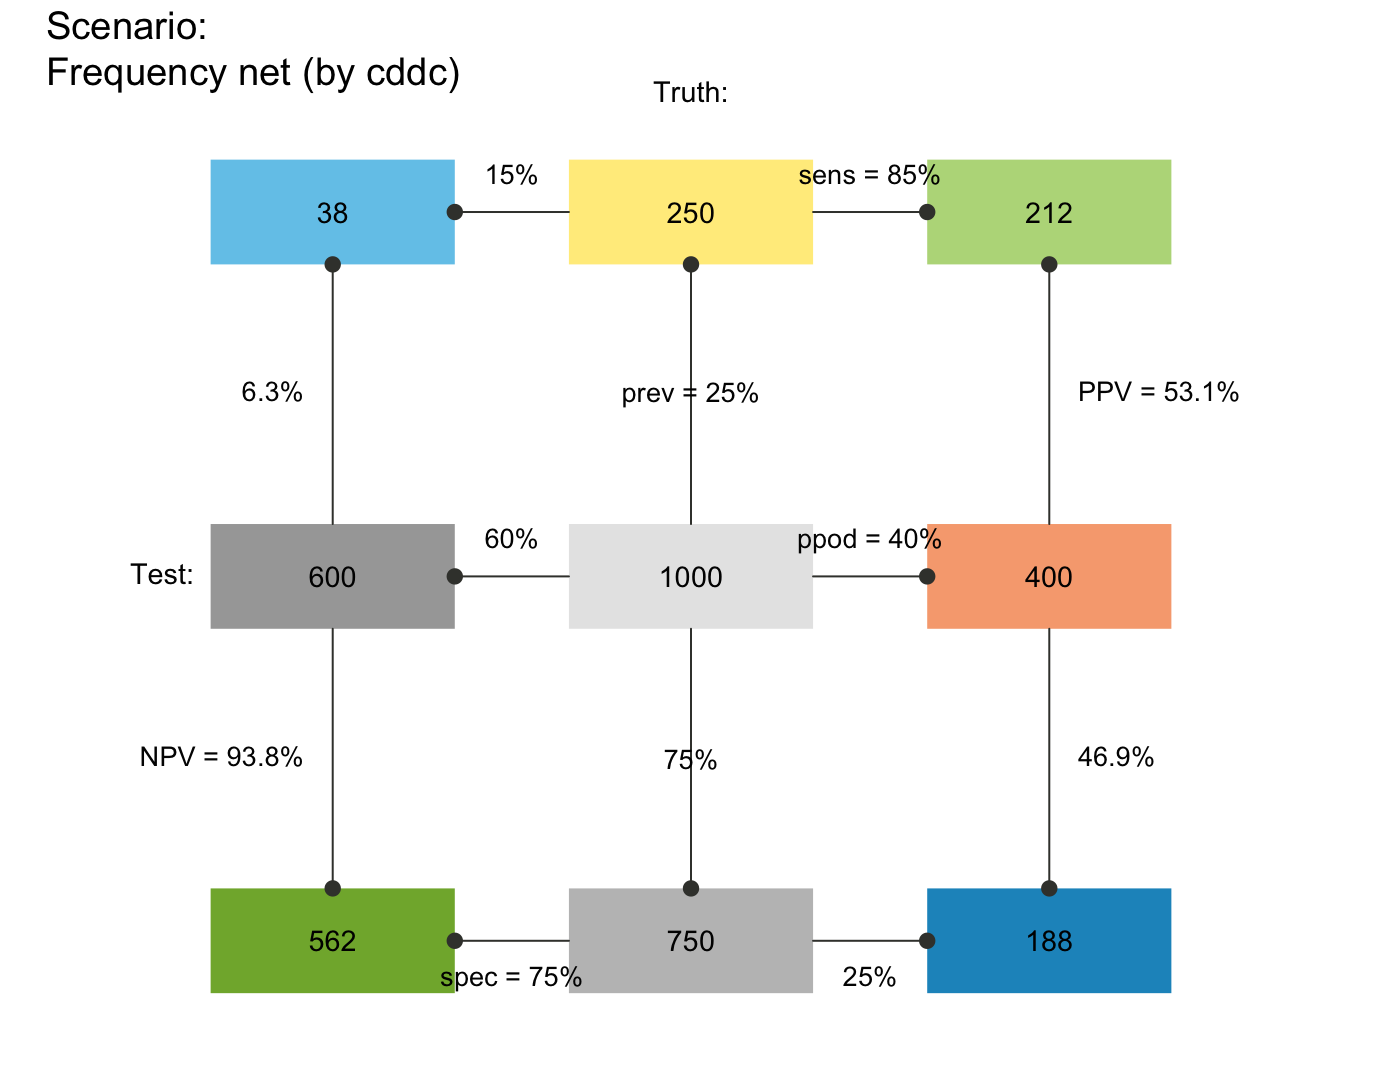 Scenario:
Frequency net (by cddc)
Truth:
15%
sens = 85%
38
250
212
6.3%
prev = 25%
PPV = 53.1%
60%
ppod = 40%
Test:
600
1000
400
NPV = 93.8%
75%
46.9%
562
750
188
spec = 75%
25%